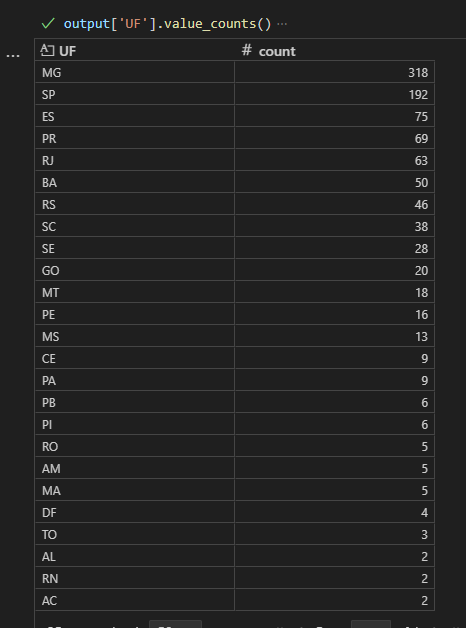 output['UF'].value_counts() ...
... UF # count
MG 318
SP 192
ES 75
PR 69
RJ 63
BA 50
RS 46
SC 38
SE 28
GO 20
MT 18
PE 16
MS 13
CE 9
PA 9
PB 6
PI 6
RO 5
AM 5
MA 5
DF 4
TO 3
AL 2
RN 2
AC 2